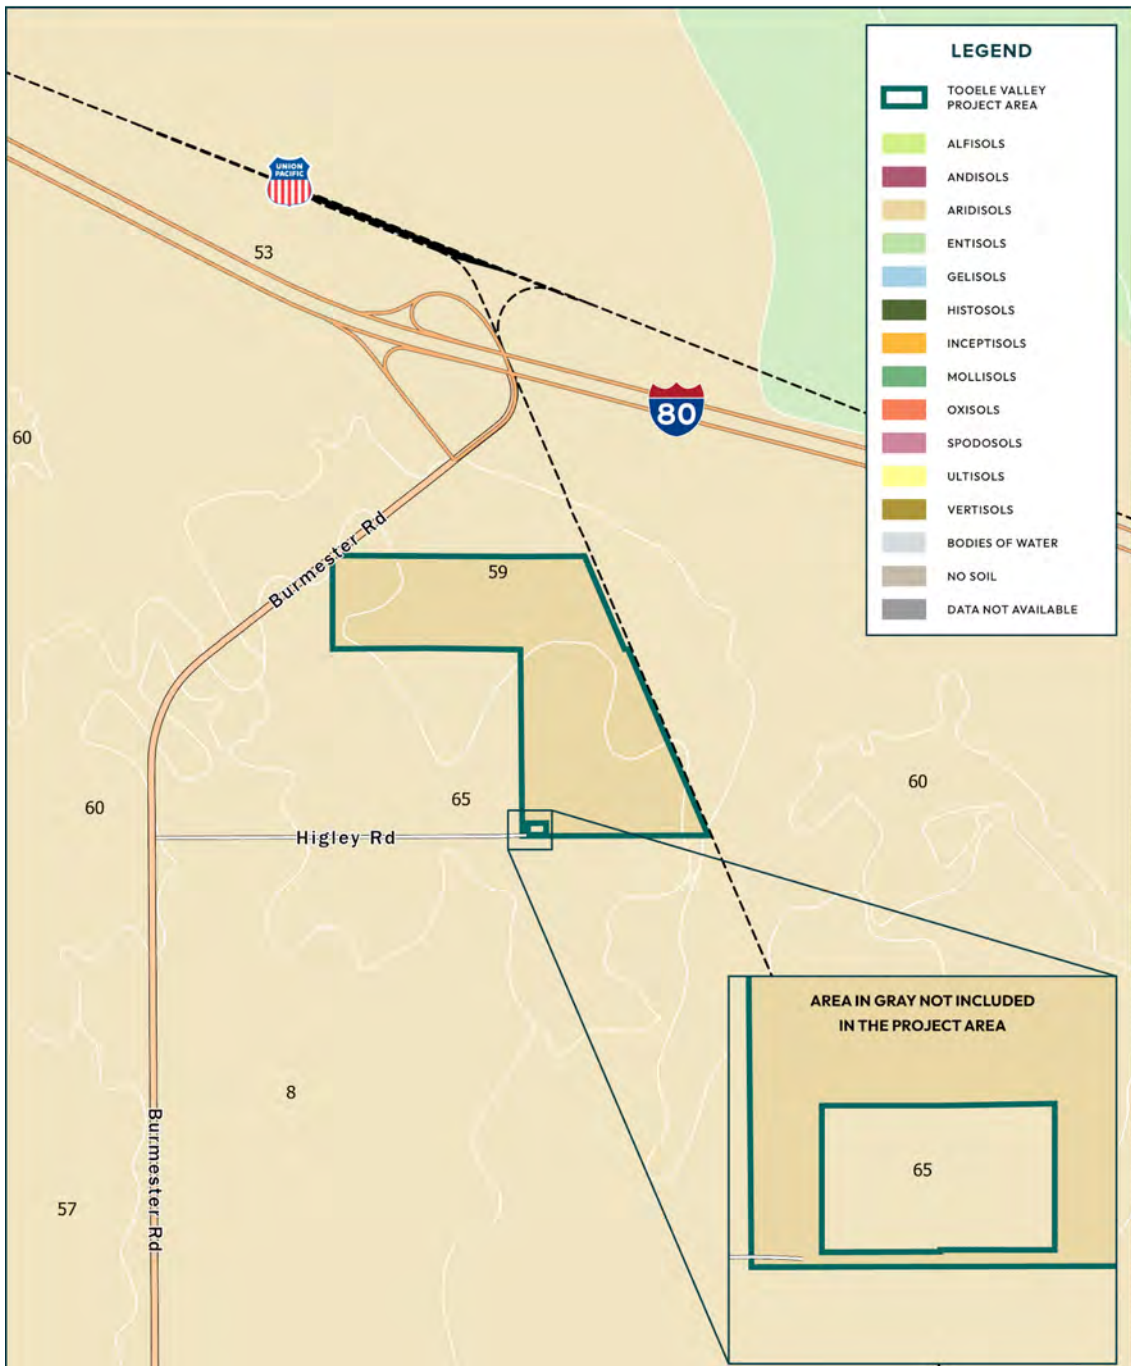 LEGEND
TOOELE VALLEY
PROJECT AREA
ALFISOLS
ANDISOLS
ARIDISOLS
ENTISOLS
GELISOLS
HISTOSOLS
INCEPTISOLS
MOLLISOLS
OXISOLS
SPODOSOLS
ULTISOLS
VERTISOLS
BODIES OF WATER
NO SOIL
DATA NOT AVAILABLE
UNION
PACIFIC
53
80
60
Burmester Rd
59
60
60
65
Higley Rd
AREA IN GRAY NOT INCLUDED
IN THE PROJECT AREA
8
65
57
Burmester Rd